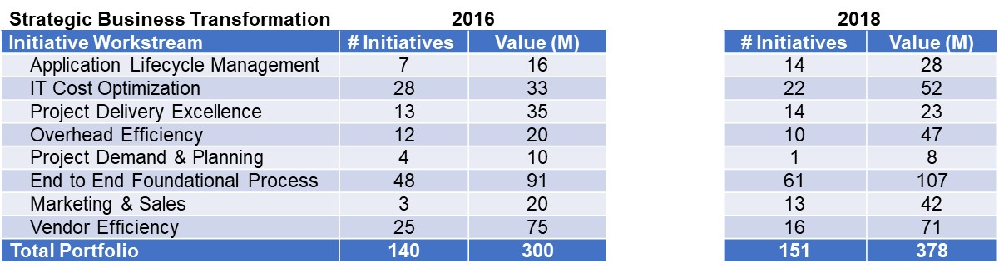 Strategic Business Transformation 2016 2018
Initiative Workstream # Initiatives Value (M) # Initiatives Value (M)
Application Lifecycle Management 7 16 14 28
IT Cost Optimization 28 33 22 52
Project Delivery Excellence 13 35 14 23
Overhead Efficiency 12 20 10 47
Project Demand & Planning 4 10 1 8
End to End Foundational Process 48 91 61 107
Marketing & Sales 3 20 13 42
Vendor Efficiency 25 75 16 71
Total Portfolio 140 300 151 378